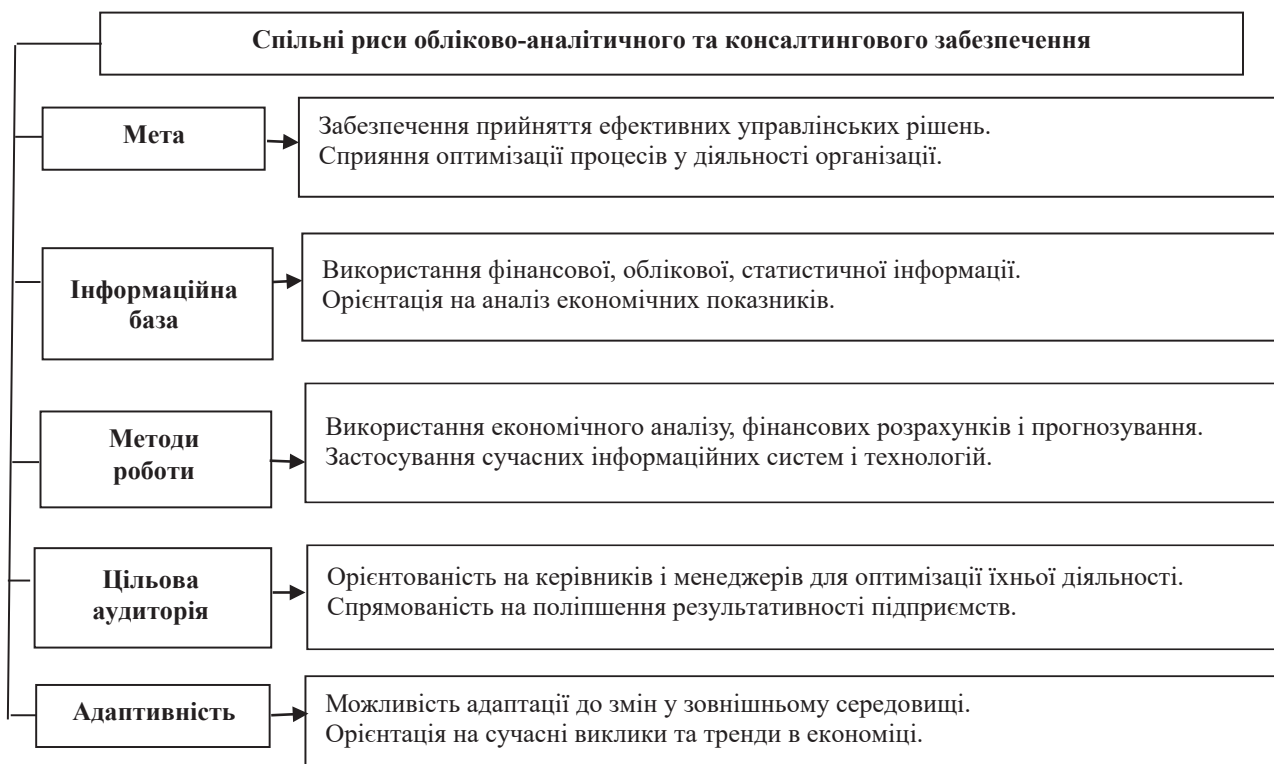 Спільні риси обліково-аналітичного та консалтингового забезпечення
Мета
Забезпечення прийняття ефективних управлінських рішень.
Сприяння оптимізації процесів у діяльності організації.
Інформаційна
база
Використання фінансової, облікової, статистичної інформації.
Орієнтація на аналіз економічних показників.
Методи
роботи
Використання економічного аналізу, фінансових розрахунків і прогнозування.
Застосування сучасних інформаційних систем і технологій.
Цільова
аудиторія
Орієнтованість на керівників і менеджерів для оптимізації їхньої діяльності.
Спрямованість на поліпшення результативності підприємств.
Адаптивність
Можливість адаптації до змін у зовнішньому середовищі.
Орієнтація на сучасні виклики та тренди в економіці.